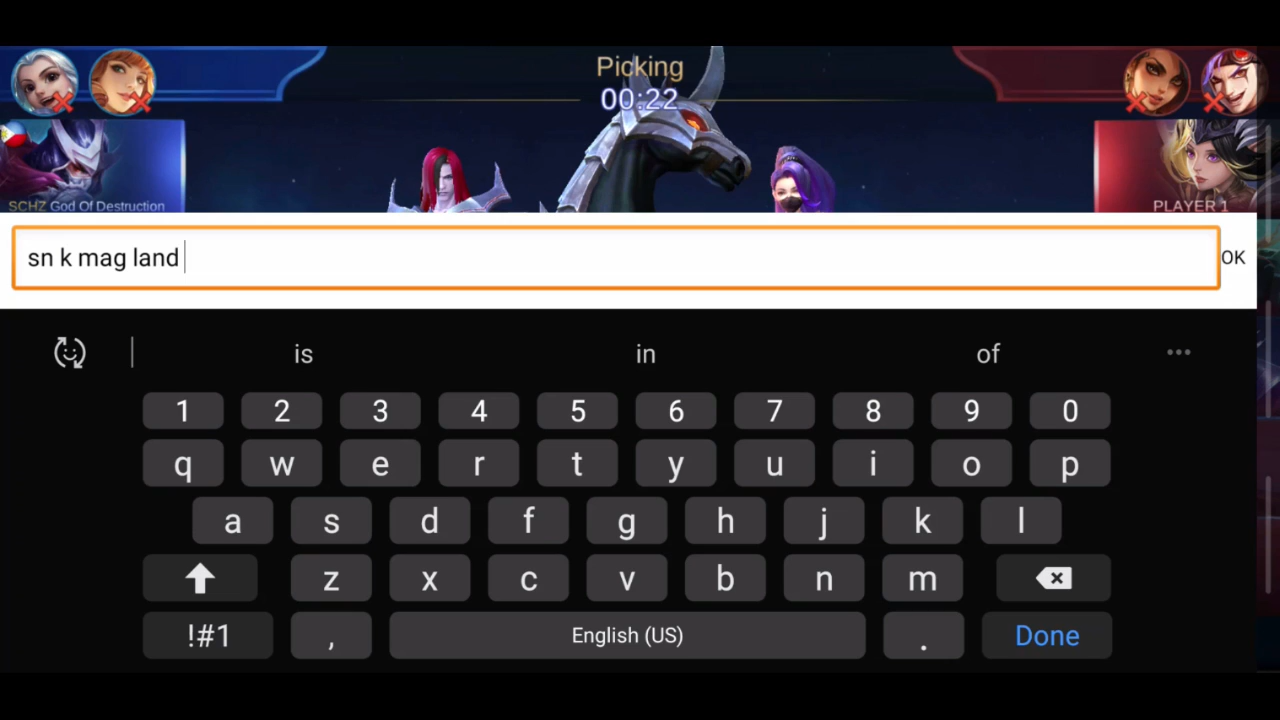 Picking
00:22
SCHZ God Of Destruction
PLAYER 1
sn k mag land
OK
is in of
1 2 3 4 5 6 7 8 9 0
q w e r t y u i o p
a s d f g h j k l
z x c v b n m
!#1 , English (US) . Done